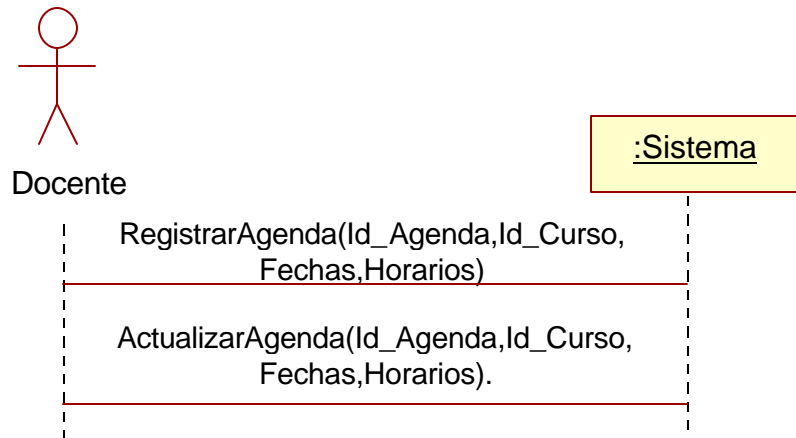 :Sistema
Docente
RegistrarAgenda(Id_Agenda,Id_Curso,
Fechas,Horarios)
ActualizarAgenda(Id_Agenda,Id_Curso,
Fechas,Horarios).